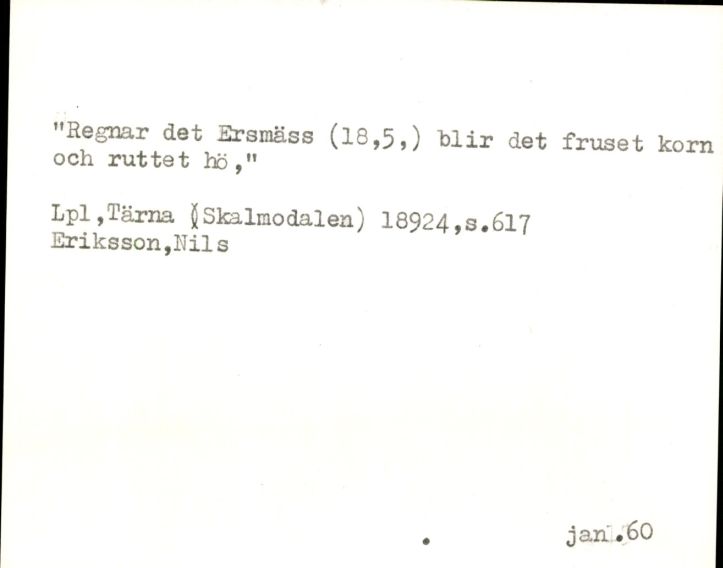 "Regnar det Ersmäss (18,5,) blir det fruset korn
och ruttet hö,"
Lpl,Tärna (Skalmodalen) 18924,s.617
Eriksson,Nils
jan.60